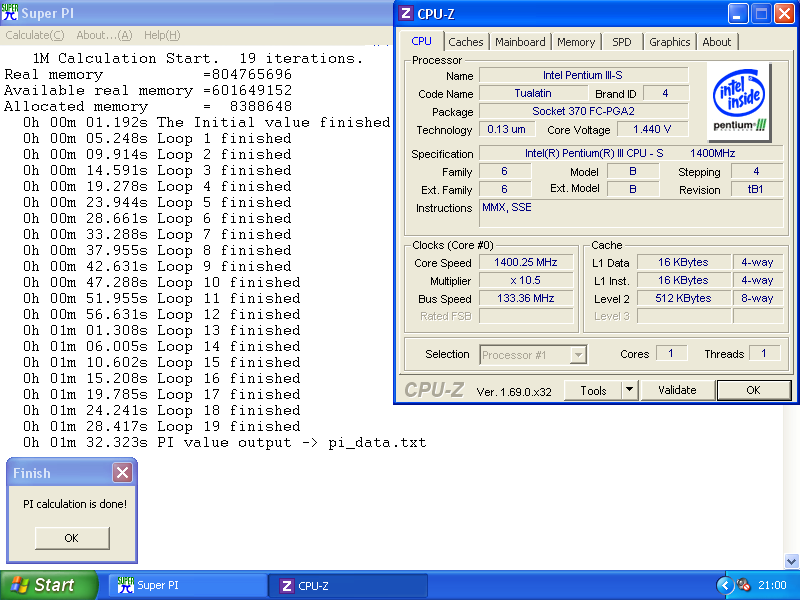 Super PI
Calculate(C) About...(A) Help(H)
1M Calculation Start. 19 iterations.
Real memory =804765696
Available real memory =601649152
Allocated memory = 8388648
0h 00m 01.192s The Initial value finished
0h 00m 05.248s Loop 1 finished
0h 00m 09.914s Loop 2 finished
0h 00m 14.591s Loop 3 finished
0h 00m 19.278s Loop 4 finished
0h 00m 23.944s Loop 5 finished
0h 00m 28.661s Loop 6 finished
0h 00m 33.288s Loop 7 finished
0h 00m 37.955s Loop 8 finished
0h 00m 42.631s Loop 9 finished
0h 00m 47.288s Loop 10 finished
0h 00m 51.955s Loop 11 finished
0h 00m 56.631s Loop 12 finished
0h 01m 01.308s Loop 13 finished
0h 01m 06.005s Loop 14 finished
0h 01m 10.602s Loop 15 finished
0h 01m 15.208s Loop 16 finished
0h 01m 19.785s Loop 17 finished
0h 01m 24.241s Loop 18 finished
0h 01m 28.417s Loop 19 finished
0h 01m 32.323s PI value output -> pi_data.txt
Finish
PI calculation is done!
OK
CPU-Z
CPU Caches Mainboard Memory SPD Graphics About
Processor
Name Intel Pentium III-S
Code Name Tualatin Brand ID 4
Package Socket 370 FC-PGA2
Technology 0.13 um Core Voltage 1.440 V
intel inside
pentium III
Specification Intel(R) Pentium(R) III CPU - S 1400MHz
Family 6 Model B Stepping 4
Ext. Family 6 Ext. Model B Revision tB1
Instructions MMX, SSE
Clocks (Core #0)
Core Speed 1400.25 MHz
Multiplier x 10.5
Bus Speed 133.36 MHz
Rated FSB
Cache
L1 Data 16 KBytes 4-way
L1 Inst. 16 KBytes 4-way
Level 2 512 KBytes 8-way
Level 3
Selection Processor #1 Cores 1 Threads 1
CPU-Z Ver. 1.69.0.x32 Tools Validate OK
Start Super PI CPU-Z 21:00